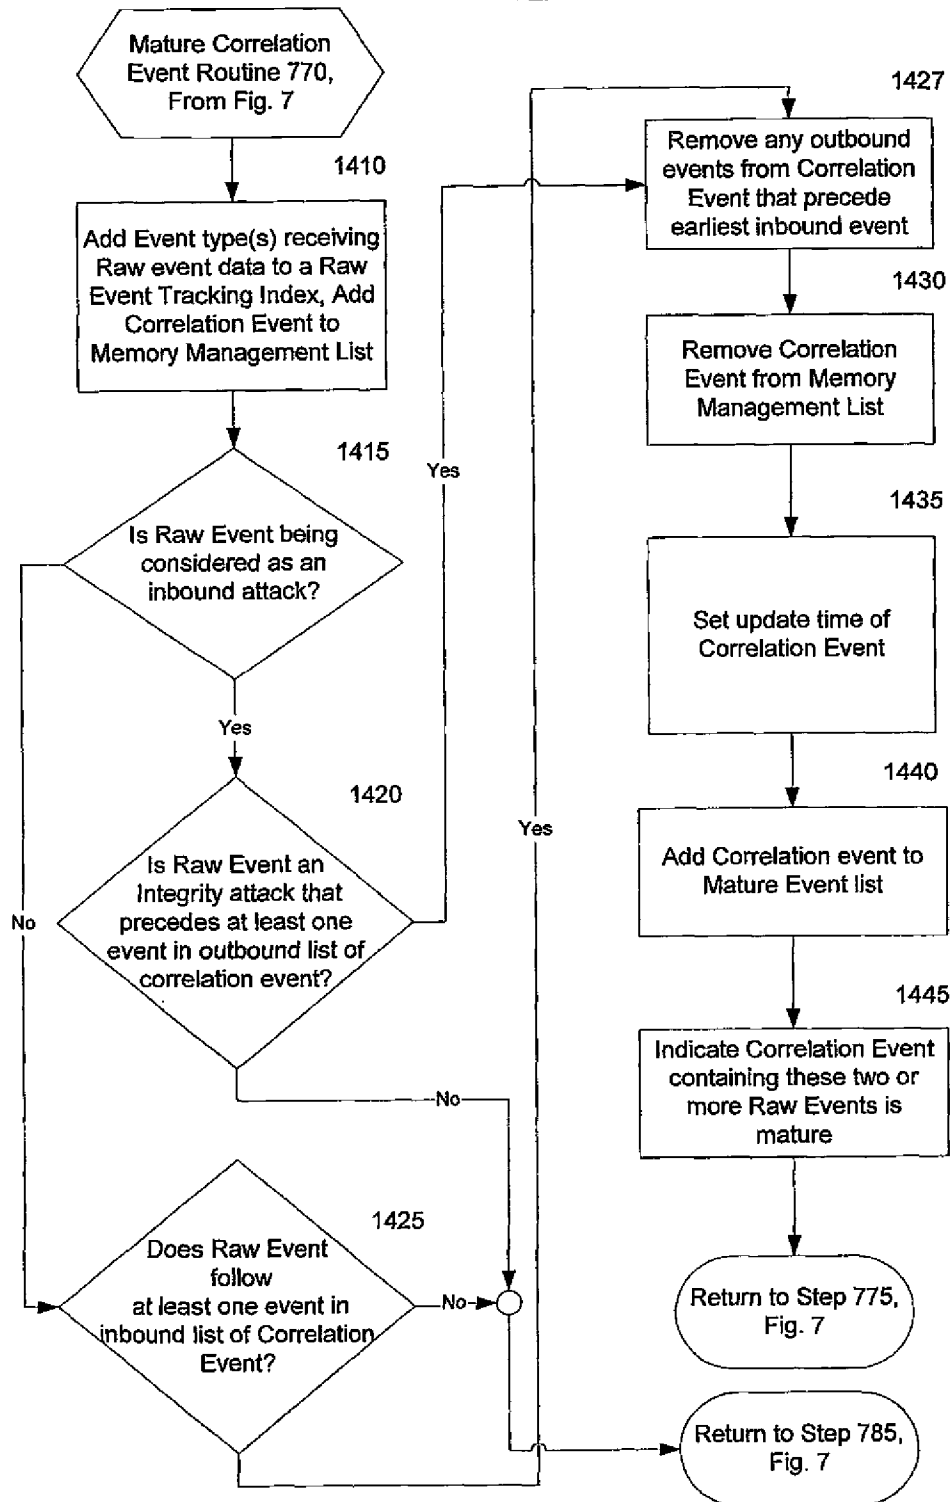 Mature Correlation
Event Routine 770,
From Fig. 7
1410
Add Event type(s) receiving
Raw event data to a Raw
Event Tracking Index, Add
Correlation Event to
Memory Management List
1415
Is Raw Event being
considered as an
inbound attack?
Yes
No
1420
Is Raw Event an
Integrity attack that
precedes at least one
event in outbound list of
correlation event?
Yes
No
1425
Does Raw Event
follow
at least one event in
inbound list of Correlation
Event?
No
Yes
1427
Remove any outbound
events from Correlation
Event that precede
earliest inbound event
1430
Remove Correlation
Event from Memory
Management List
1435
Set update time of
Correlation Event
1440
Add Correlation event to
Mature Event list
1445
Indicate Correlation Event
containing these two or
more Raw Events is
mature
Return to Step 775,
Fig. 7
Return to Step 785,
Fig. 7